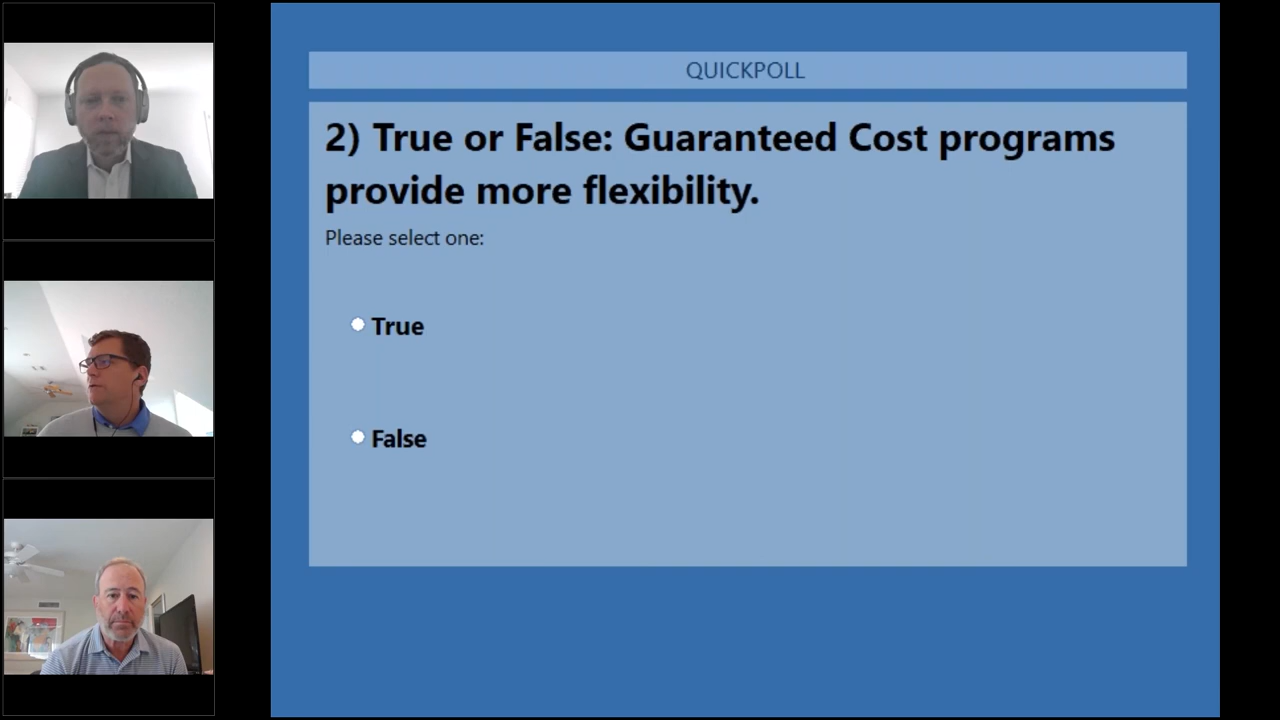 QUICKPOLL
2) True or False: Guaranteed Cost programs
provide more flexibility.
Please select one:
True
False